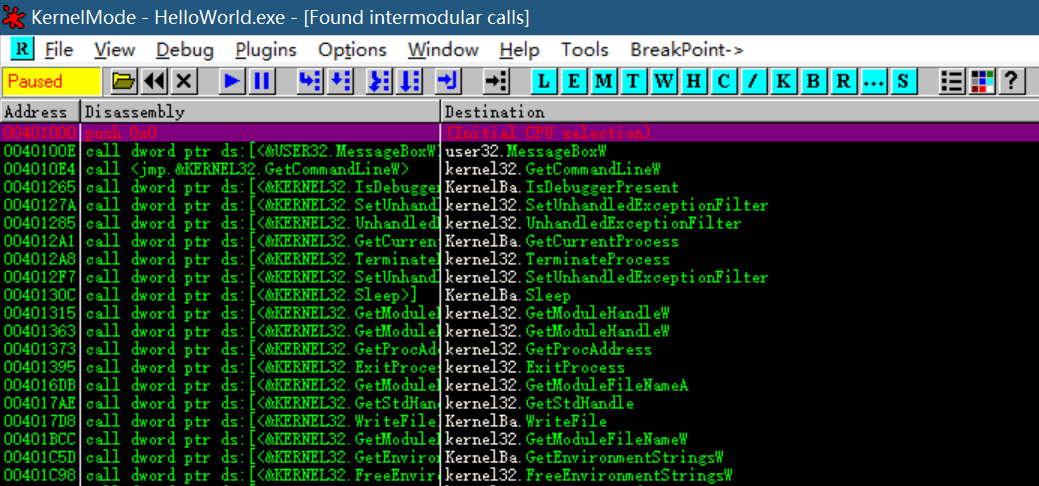 KernelMode - HelloWorld.exe - [Found intermodular calls]
R File View Debug Plugins Options Window Help Tools BreakPoint->
Paused L E M T W H C / K B R ... S ?
Address Disassembly Destination
00401000 push 0x0 (Initial CPU selection)
0040100E call dword ptr ds:[<&USER32.MessageBoxW user32.MessageBoxW
004010E4 call <jmp.&KERNEL32.GetCommandLineW> kernel32.GetCommandLineW
00401265 call dword ptr ds:[<&KERNEL32.IsDebugger KernelBa.IsDebuggerPresent
0040127A call dword ptr ds:[<&KERNEL32.SetUnhand kernel32.SetUnhandledExceptionFilter
00401285 call dword ptr ds:[<&KERNEL32.Unhandled kernel32.UnhandledExceptionFilter
004012A1 call dword ptr ds:[<&KERNEL32.GetCurren KernelBa.GetCurrentProcess
004012A8 call dword ptr ds:[<&KERNEL32.Terminate kernel32.TerminateProcess
004012F7 call dword ptr ds:[<&KERNEL32.SetUnhand kernel32.SetUnhandledExceptionFilter
0040130C call dword ptr ds:[<&KERNEL32.Sleep>] KernelBa.Sleep
00401315 call dword ptr ds:[<&KERNEL32.GetModule kernel32.GetModuleHandleW
00401363 call dword ptr ds:[<&KERNEL32.GetModule kernel32.GetModuleHandleW
00401373 call dword ptr ds:[<&KERNEL32.GetProcAd kernel32.GetProcAddress
00401395 call dword ptr ds:[<&KERNEL32.ExitProce kernel32.ExitProcess
004016DB call dword ptr ds:[<&KERNEL32.GetModule kernel32.GetModuleFileNameA
004017AE call dword ptr ds:[<&KERNEL32.GetStdHan kernel32.GetStdHandle
004017D8 call dword ptr ds:[<&KERNEL32.WriteFile KernelBa.WriteFile
00401BCC call dword ptr ds:[<&KERNEL32.GetModule kernel32.GetModuleFileNameW
00401C5D call dword ptr ds:[<&KERNEL32.GetEnviro KernelBa.GetEnvironmentStringsW
00401C98 call dword ptr ds:[<&KERNEL32.FreeEnvir kernel32.FreeEnvironmentStringsW